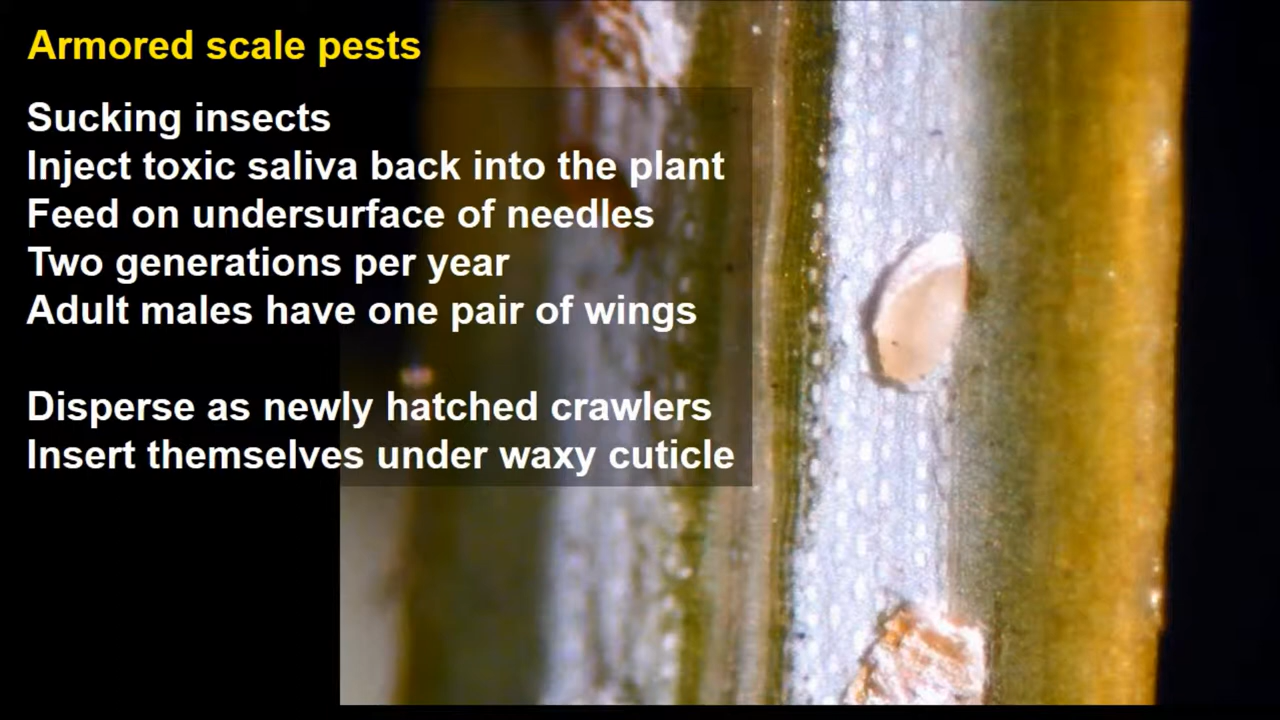 Armored scale pests
Sucking insects
Inject toxic saliva back into the plant
Feed on undersurface of needles
Two generations per year
Adult males have one pair of wings
Disperse as newly hatched crawlers
Insert themselves under waxy cuticle